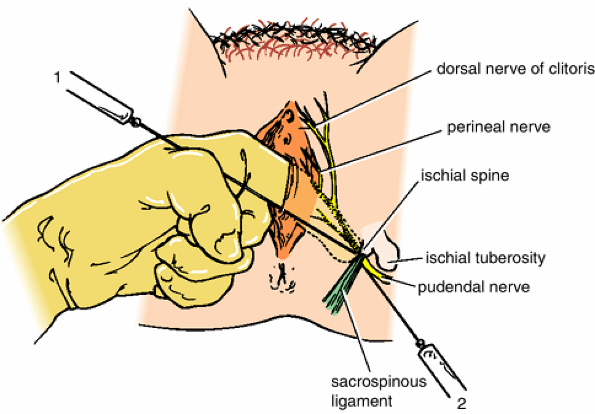 1
dorsal nerve of clitoris
perineal nerve
ischial spine
ischial tuberosity
pudendal nerve
sacrospinous
ligament
2